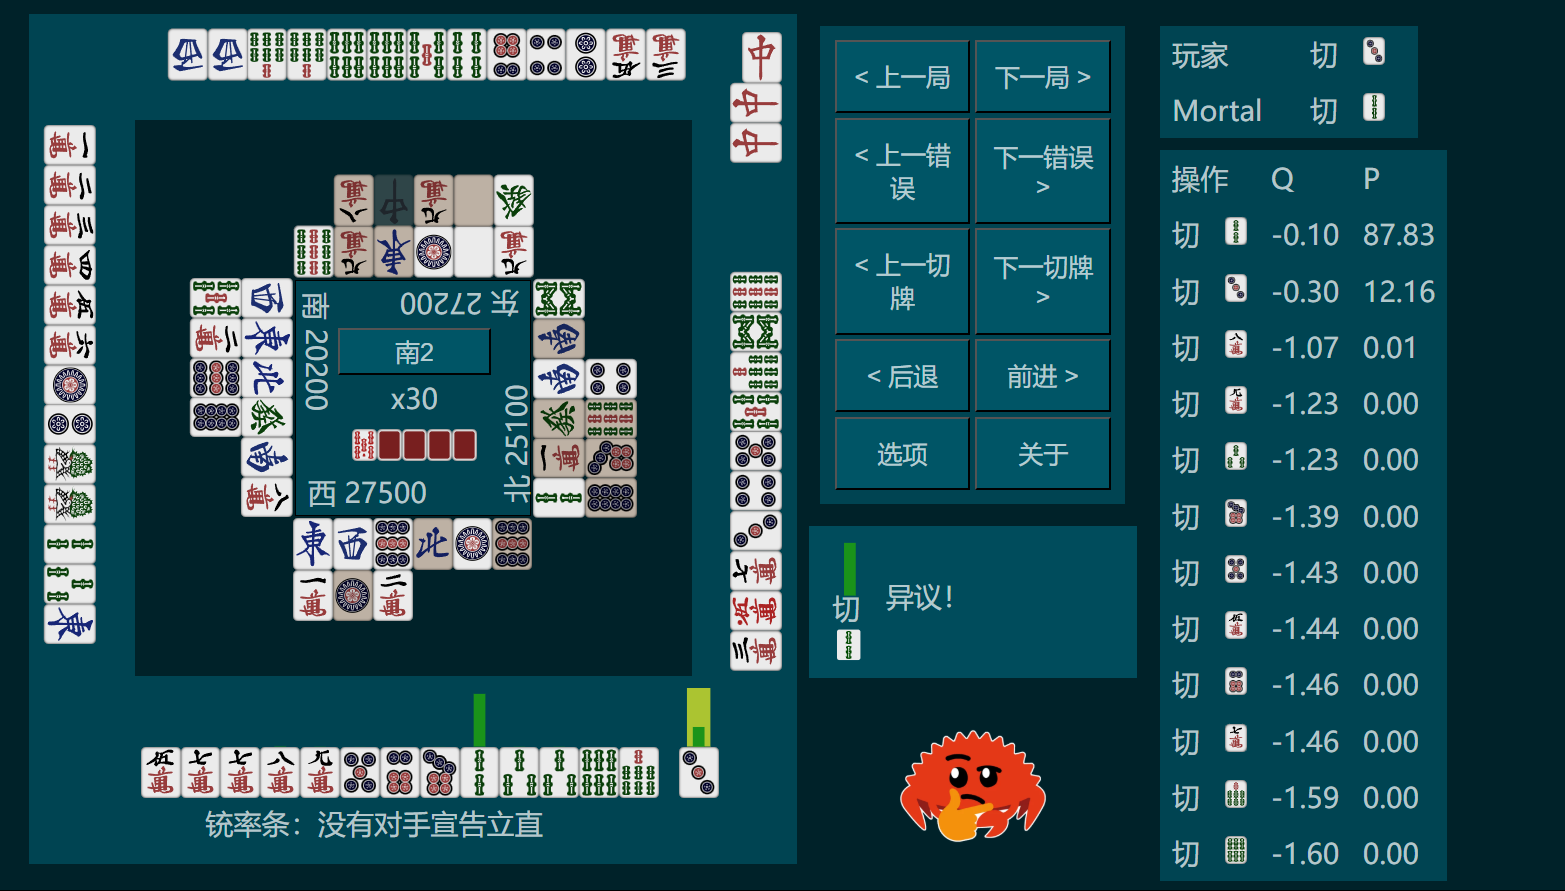 < 上一局
下一局 >
< 上一错
误
下一错误
>
< 上一切
牌
下一切牌
>
< 后退
前进 >
选项
关于
东 27200
南 20200
南2
x30
北 25100
西 27500
铳率条：没有对手宣告立直
切
异议！
玩家 切
Mortal 切
操作 Q P
切 -0.10 87.83
切 -0.30 12.16
切 -1.07 0.01
切 -1.23 0.00
切 -1.23 0.00
切 -1.39 0.00
切 -1.43 0.00
切 -1.44 0.00
切 -1.46 0.00
切 -1.46 0.00
切 -1.59 0.00
切 -1.60 0.00